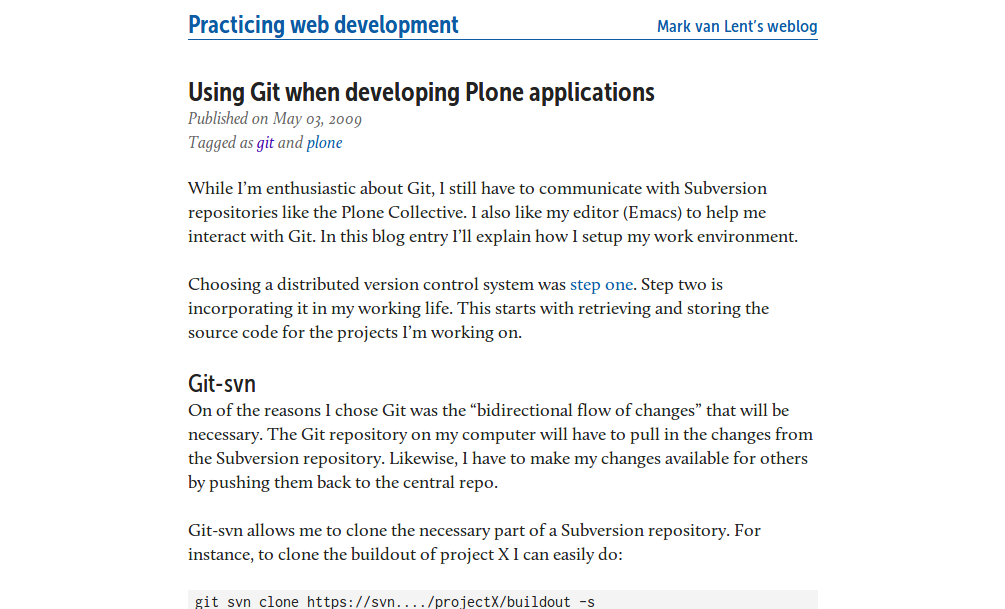 Practicing web development
Mark van Lent's weblog
Using Git when developing Plone applications
Published on May 03, 2009
Tagged as git and plone
While I'm enthusiastic about Git, I still have to communicate with Subversion
repositories like the Plone Collective. I also like my editor (Emacs) to help me
interact with Git. In this blog entry I'll explain how I setup my work environment.
Choosing a distributed version control system was step one. Step two is
incorporating it in my working life. This starts with retrieving and storing the
source code for the projects I'm working on.
Git-svn
On of the reasons I chose Git was the “bidirectional flow of changes” that will be
necessary. The Git repository on my computer will have to pull in the changes from
the Subversion repository. Likewise, I have to make my changes available for others
by pushing them back to the central repo.
Git-svn allows me to clone the necessary part of a Subversion repository. For
instance, to clone the buildout of project X I can easily do:
git svn clone https://svn..../projectX/buildout -s